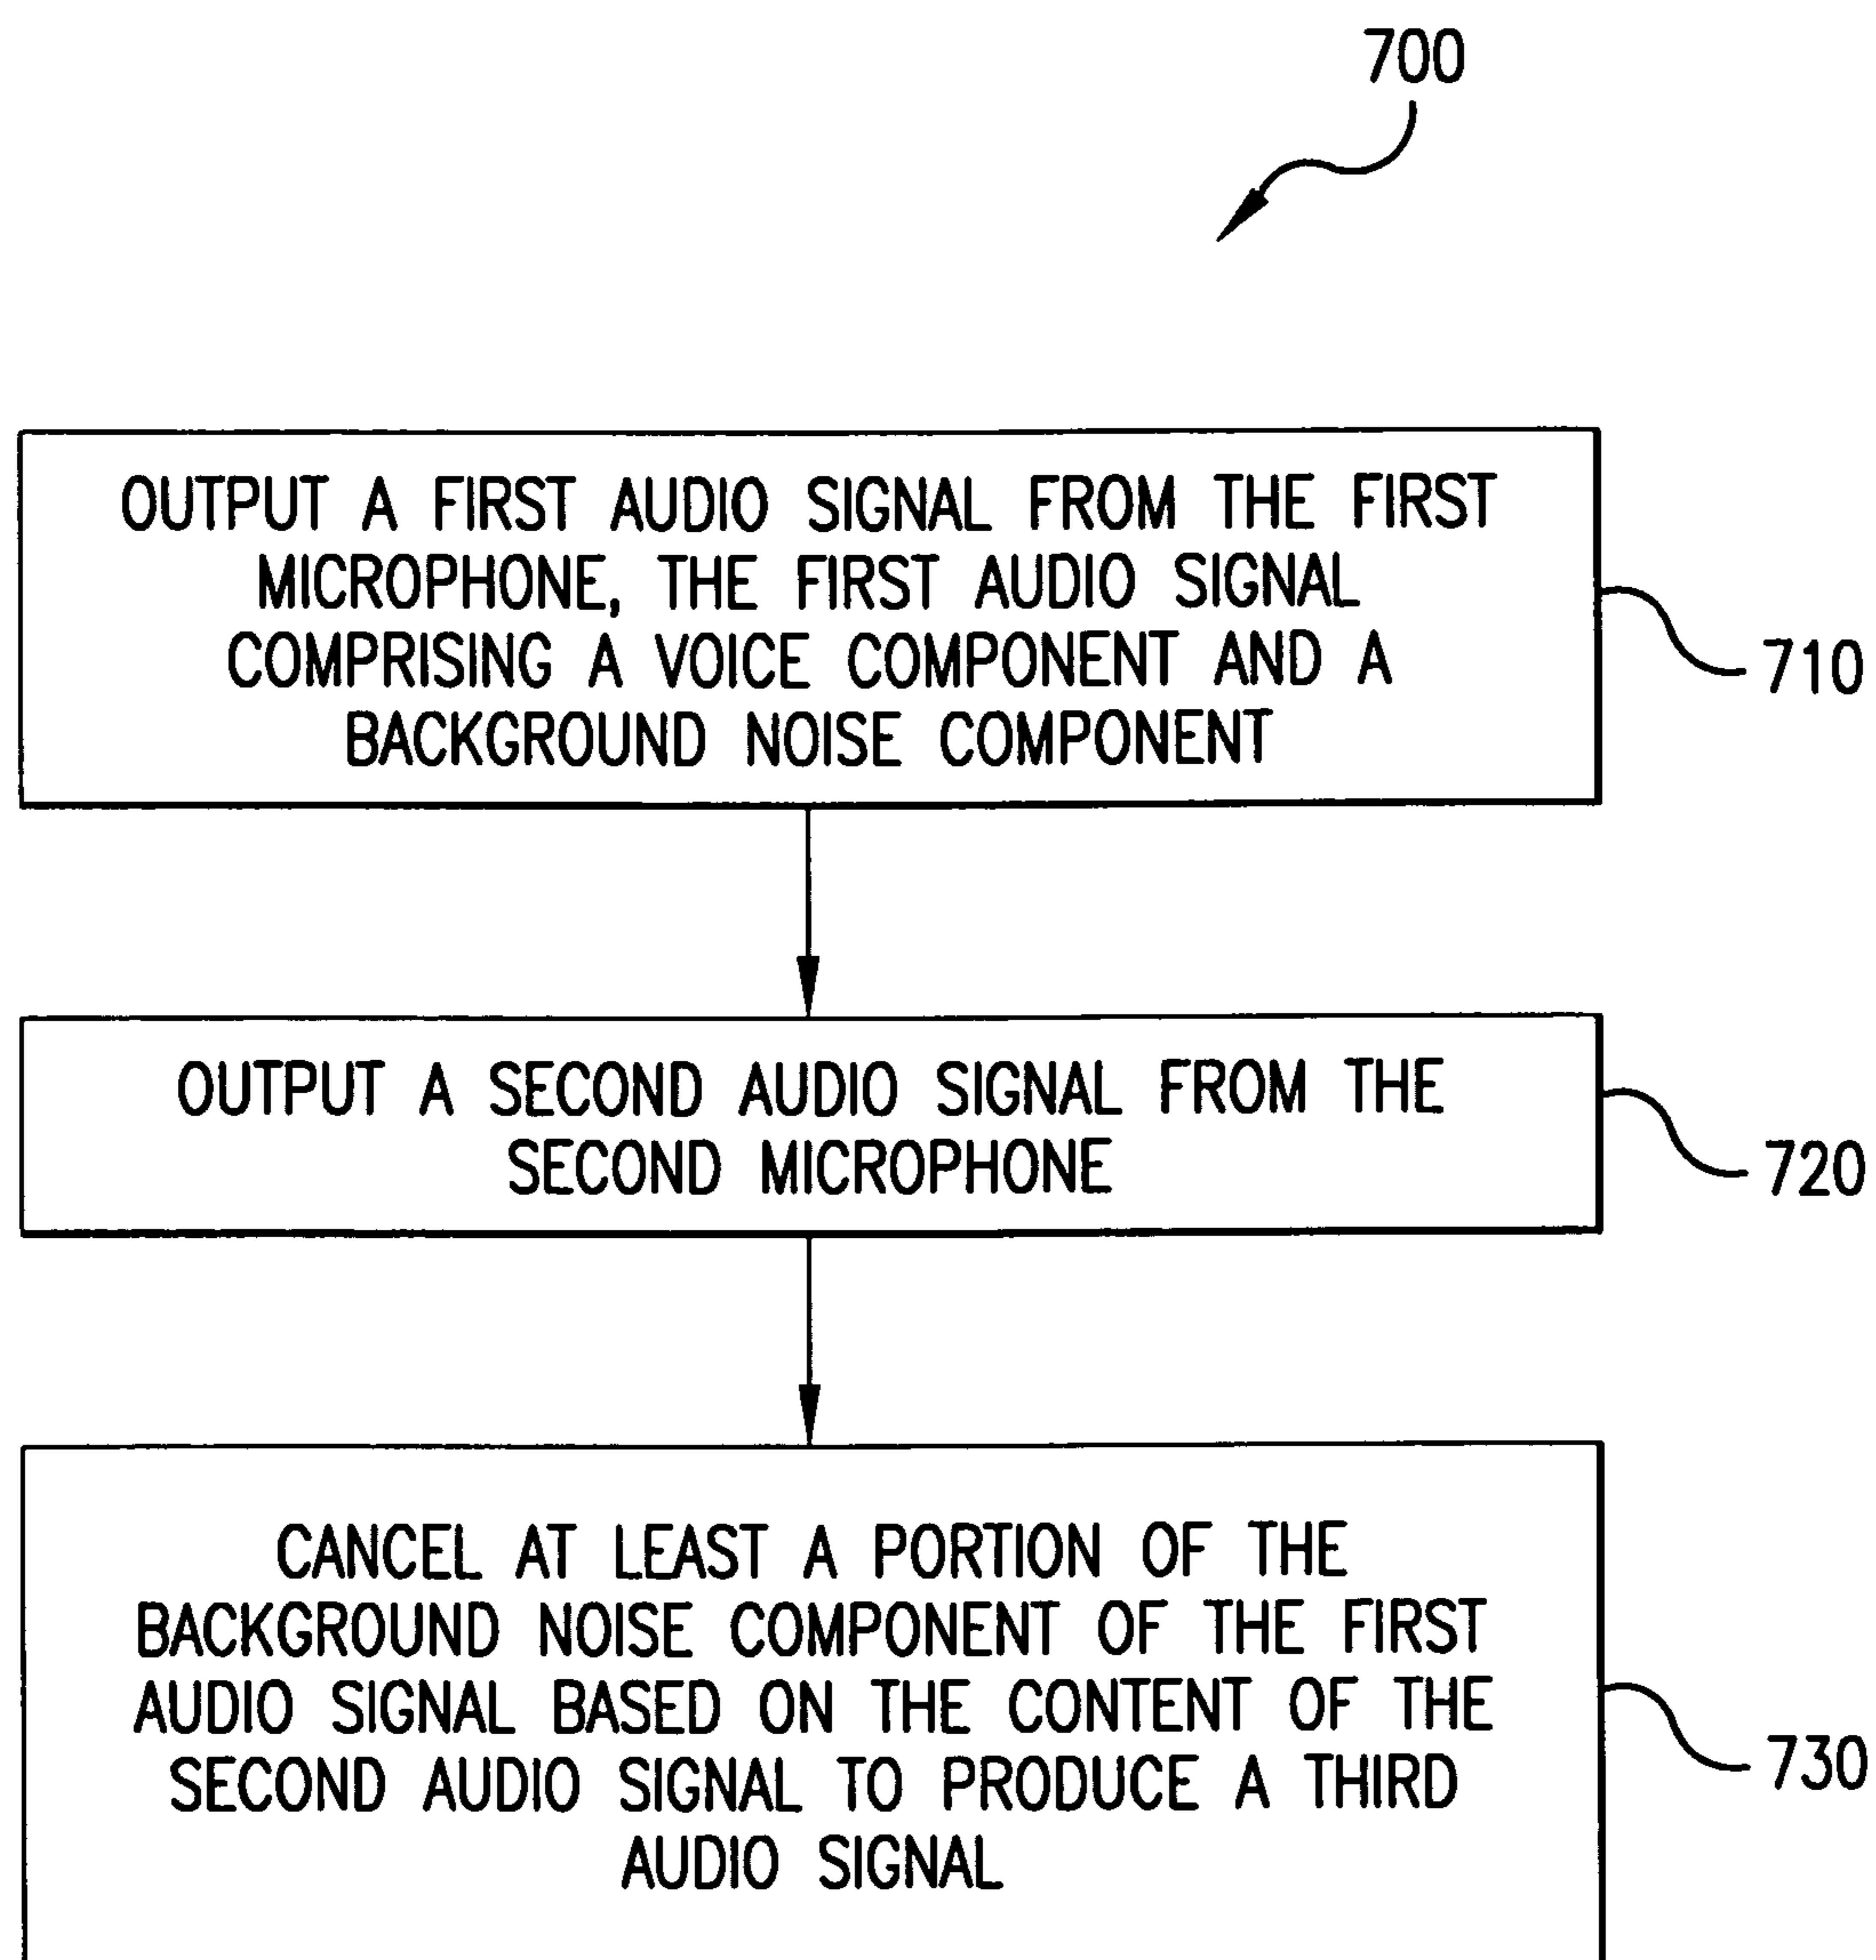 700
OUTPUT A FIRST AUDIO SIGNAL FROM THE FIRST
MICROPHONE, THE FIRST AUDIO SIGNAL
COMPRISING A VOICE COMPONENT AND A
BACKGROUND NOISE COMPONENT
710
OUTPUT A SECOND AUDIO SIGNAL FROM THE
SECOND MICROPHONE
720
CANCEL AT LEAST A PORTION OF THE
BACKGROUND NOISE COMPONENT OF THE FIRST
AUDIO SIGNAL BASED ON THE CONTENT OF THE
SECOND AUDIO SIGNAL TO PRODUCE A THIRD
AUDIO SIGNAL
730